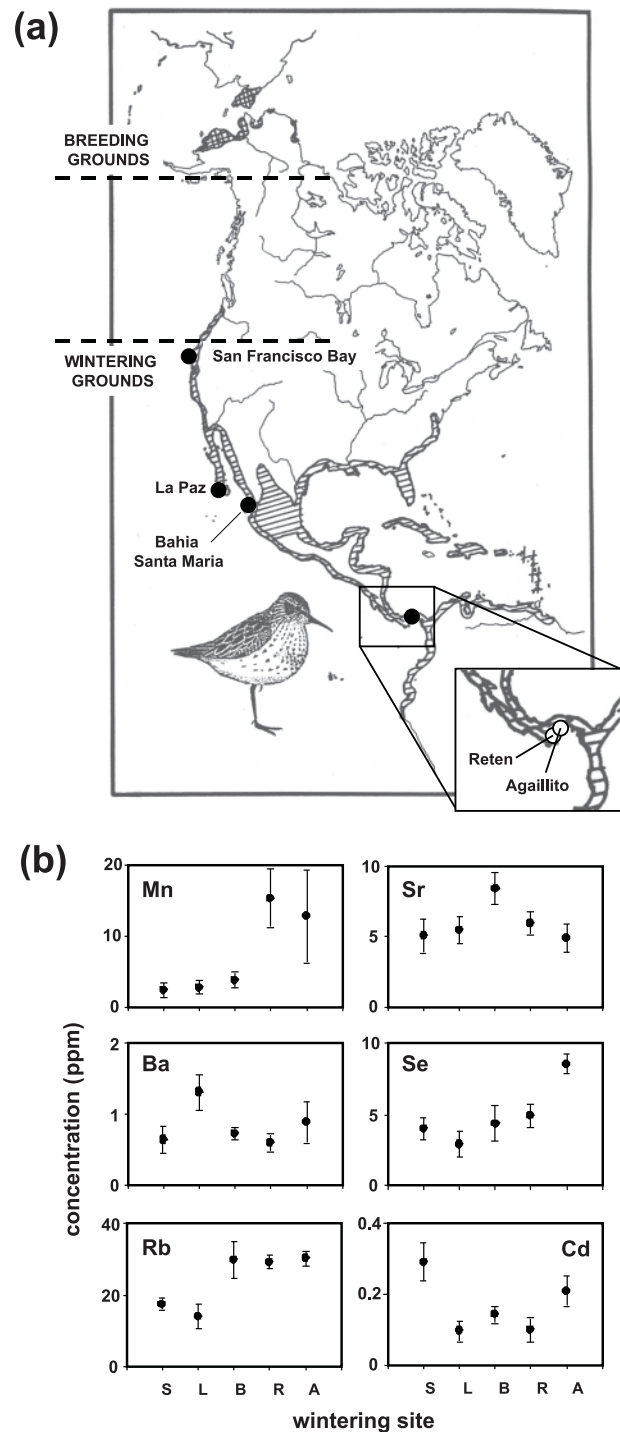 (a)
BREEDING
GROUNDS
WINTERING
GROUNDS
San Francisco Bay
La Paz
Bahia
Santa Maria
Reten
Agaillito
(b)
concentration (ppm)
20
10
0
Mn
10
5
0
Sr
2
1
0
Ba
10
5
0
Se
40
20
0
Rb
0.4
0.2
0
Cd
S L B R A
S L B R A
wintering site